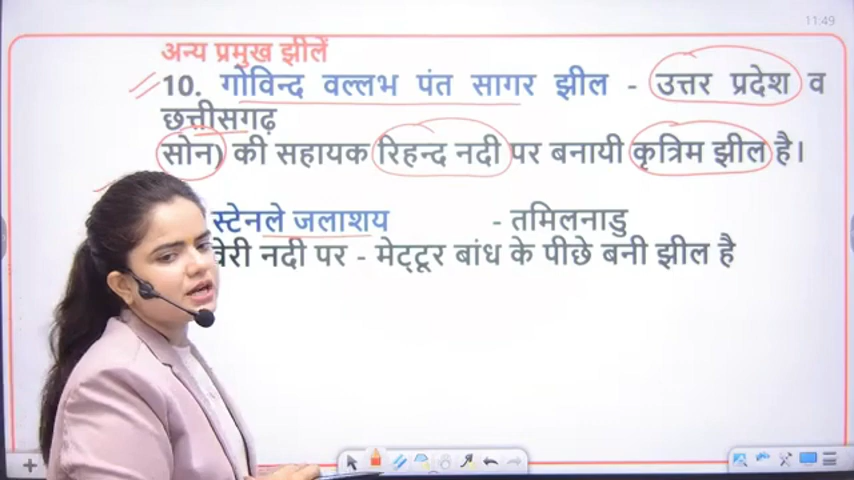 11:49
अन्य प्रमुख झीलें
10. गोविन्द वल्लभ पंत सागर झील - उत्तर प्रदेश व
छत्तीसगढ़
सोन) की सहायक रिहन्द नदी पर बनायी कृत्रिम झील है।
स्टेनले जलाशय - तमिलनाडु
वेरी नदी पर - मेट्टूर बांध के पीछे बनी झील है